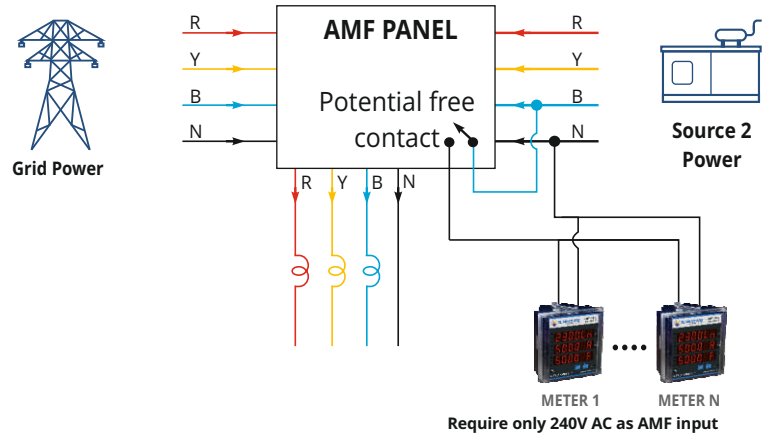 R
Y
B
N
AMF PANEL
Potential free
contact
R
Y
B
N
Grid Power
Source 2
Power
R Y B N
METER 1
METER N
Require only 240V AC as AMF input